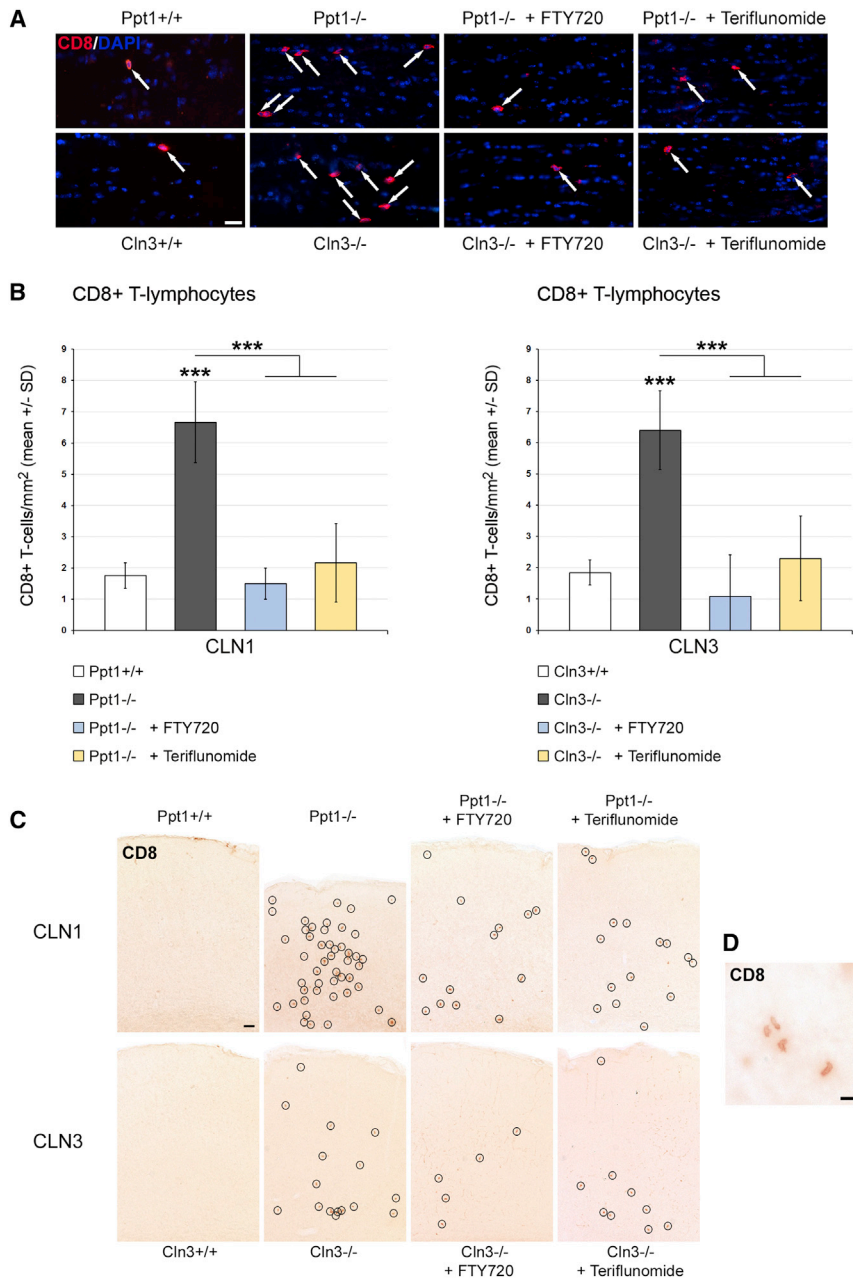 A
Ppt1+/+ Ppt1-/- Ppt1-/- + FTY720 Ppt1-/- + Teriflunomide
CD8/DAPI
Cln3+/+ Cln3-/- Cln3-/- + FTY720 Cln3-/- + Teriflunomide
B
CD8+ T-lymphocytes
CD8+ T-cells/mm² (mean +/- SD)
9
8
7
6
5
4
3
2
1
0
***
***
CLN1
Ppt1+/+
Ppt1-/-
Ppt1-/- + FTY720
Ppt1-/- + Teriflunomide
CD8+ T-lymphocytes
CD8+ T-cells/mm² (mean +/- SD)
9
8
7
6
5
4
3
2
1
0
***
***
CLN3
Cln3+/+
Cln3-/-
Cln3-/- + FTY720
Cln3-/- + Teriflunomide
C
Ppt1+/+
Ppt1-/-
Ppt1-/-
+ FTY720
Ppt1-/-
+ Teriflunomide
CD8
CLN1
CLN3
Cln3+/+
Cln3-/-
Cln3-/-
+ FTY720
Cln3-/-
+ Teriflunomide
D
CD8